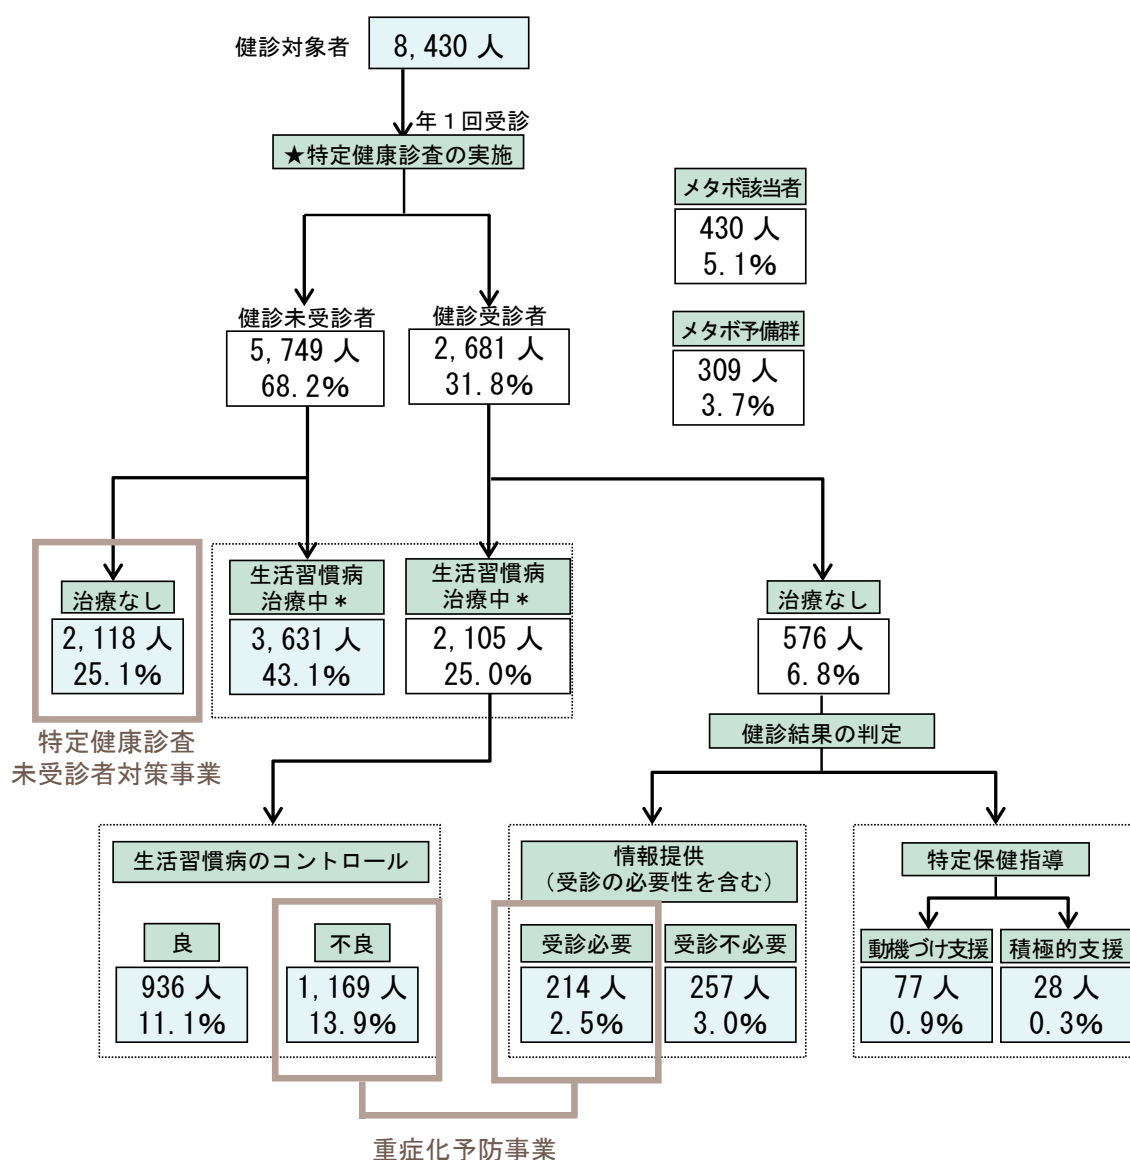 健診対象者
8,430 人
年１回受診
★特定健康診査の実施
メタボ該当者
430 人
5.1%
メタボ予備群
309 人
3.7%
健診未受診者
5,749 人
68.2%
健診受診者
2,681 人
31.8%
治療なし
2,118 人
25.1%
生活習慣病
治療中＊
3,631 人
43.1%
生活習慣病
治療中＊
2,105 人
25.0%
治療なし
576 人
6.8%
特定健康診査
未受診者対策事業
健診結果の判定
生活習慣病のコントロール
良
936 人
11.1%
不良
1,169 人
13.9%
情報提供
（受診の必要性を含む）
受診必要
214 人
2.5%
受診不必要
257 人
3.0%
特定保健指導
動機づけ支援
77 人
0.9%
積極的支援
28 人
0.3%
重症化予防事業